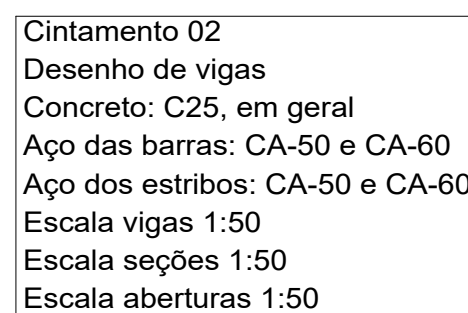 Cintamento 02
Desenho de vigas
Concreto: C25, em geral
Aço das barras: CA-50 e CA-60
Aço dos estribos: CA-50 e CA-60
Escala vigas 1:50
Escala seções 1:50
Escala aberturas 1:50